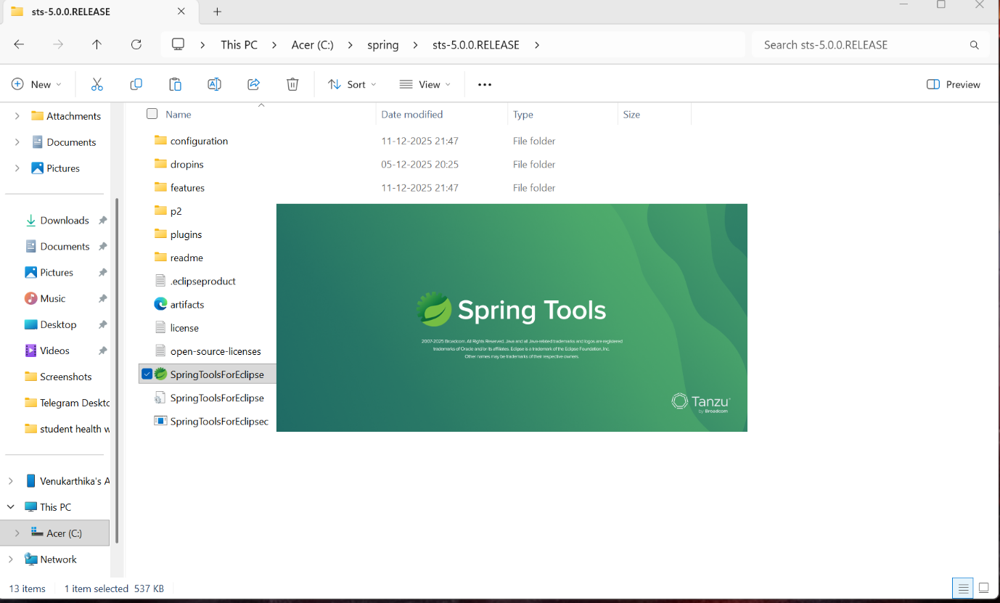 sts-5.0.0.RELEASE
This PC
Acer (C:)
spring
sts-5.0.0.RELEASE
Search sts-5.0.0.RELEASE
New
Sort
View
Preview
Attachments
Documents
Pictures
Downloads
Documents
Pictures
Music
Desktop
Videos
Screenshots
Telegram Deskto
student health w
Venukarthika's A
This PC
Acer (C:)
Network
Name Date modified Type Size
configuration 11-12-2025 21:47 File folder
dropins 05-12-2025 20:25 File folder
features 11-12-2025 21:47 File folder
p2
plugins
readme
.eclipseproduct
artifacts
license
open-source-licenses
SpringToolsForEclipse
SpringToolsForEclipse
SpringToolsForEclipsec
Spring Tools
2007-2025 Broadcom. All Rights Reserved. Java and all Java-related trademarks and logos are registered
trademarks of Oracle and/or its affiliates. Eclipse is a trademark of the Eclipse Foundation, Inc.
Other names may be trademarks of their respective owners.
Tanzu
by Broadcom
13 items 1 item selected 537 KB